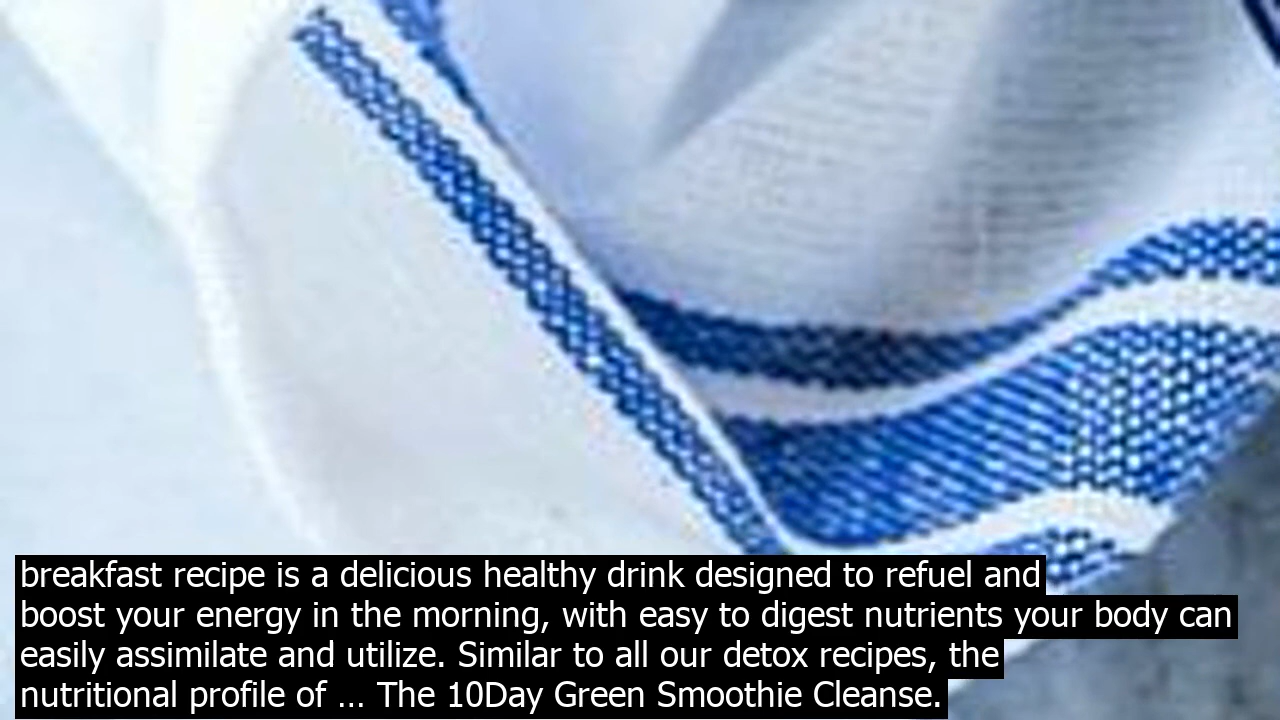 breakfast recipe is a delicious healthy drink designed to refuel and
boost your energy in the morning, with easy to digest nutrients your body can
easily assimilate and utilize. Similar to all our detox recipes, the
nutritional profile of … The 10Day Green Smoothie Cleanse.